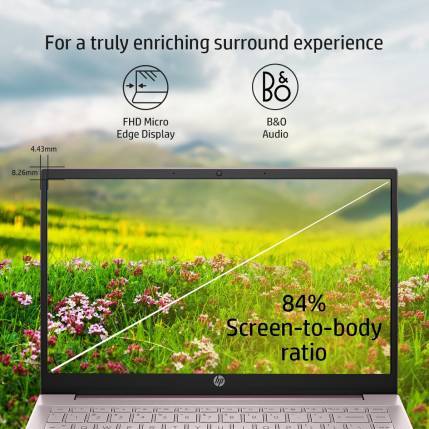 For a truly enriching surround experience
B&O
FHD Micro
Edge Display
B&O
Audio
4.43mm
8.26mm
84%
Screen-to-body
ratio
hp